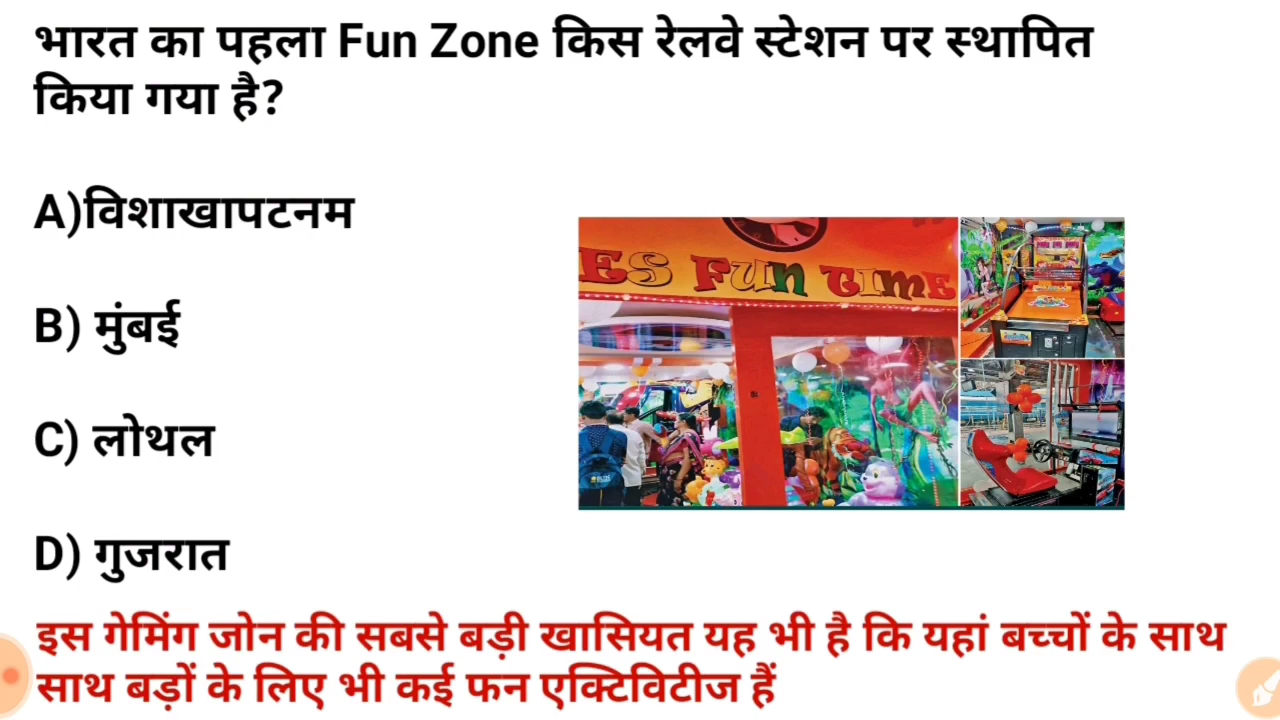 भारत का पहला Fun Zone किस रेलवे स्टेशन पर स्थापित
किया गया है?
A)विशाखापटनम
B) मुंबई
C) लोथल
D) गुजरात
ES FUN TIME
इस गेमिंग जोन की सबसे बड़ी खासियत यह भी है कि यहां बच्चों के साथ
साथ बड़ों के लिए भी कई फन एक्टिविटीज हैं